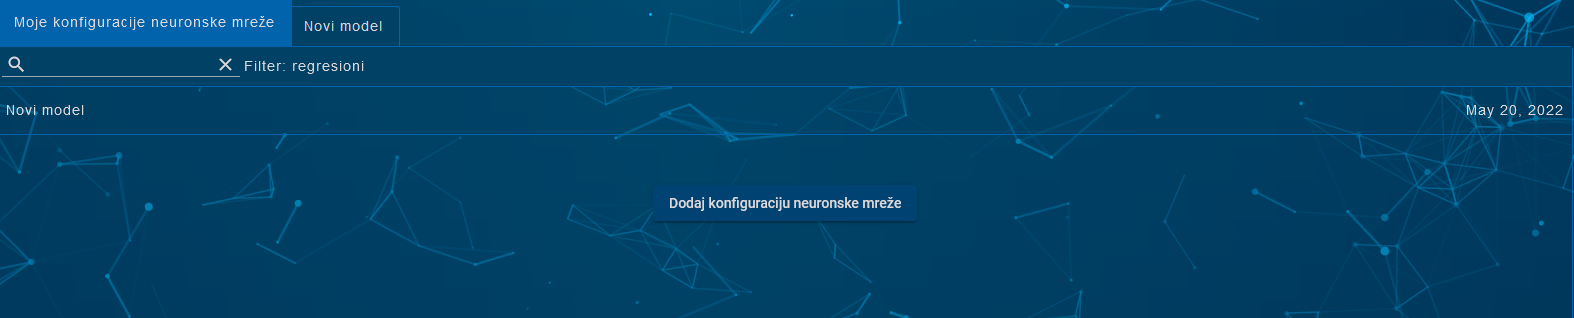 Moje konfiguracije neuronske mreže
Novi model
Filter: regresioni
Novi model
May 20, 2022
Dodaj konfiguraciju neuronske mreže